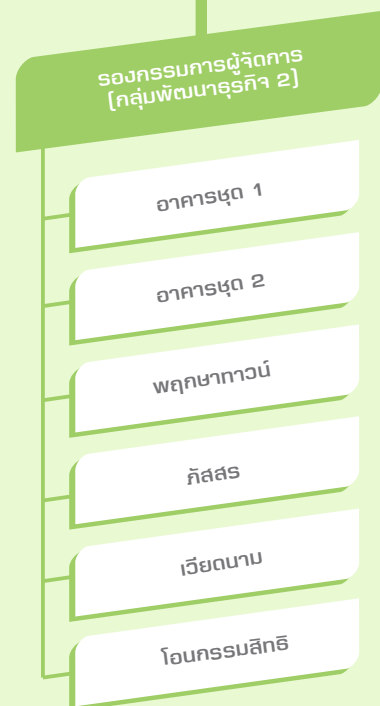 รองกรรมการผู้จัดการ
(กลุ่มพัฒนาธุรกิจ 2)
อาคารชุด 1
อาคารชุด 2
พฤกษาทาวน์
ภัสสร
เวียดนาม
โอนกรรมสิทธิ์